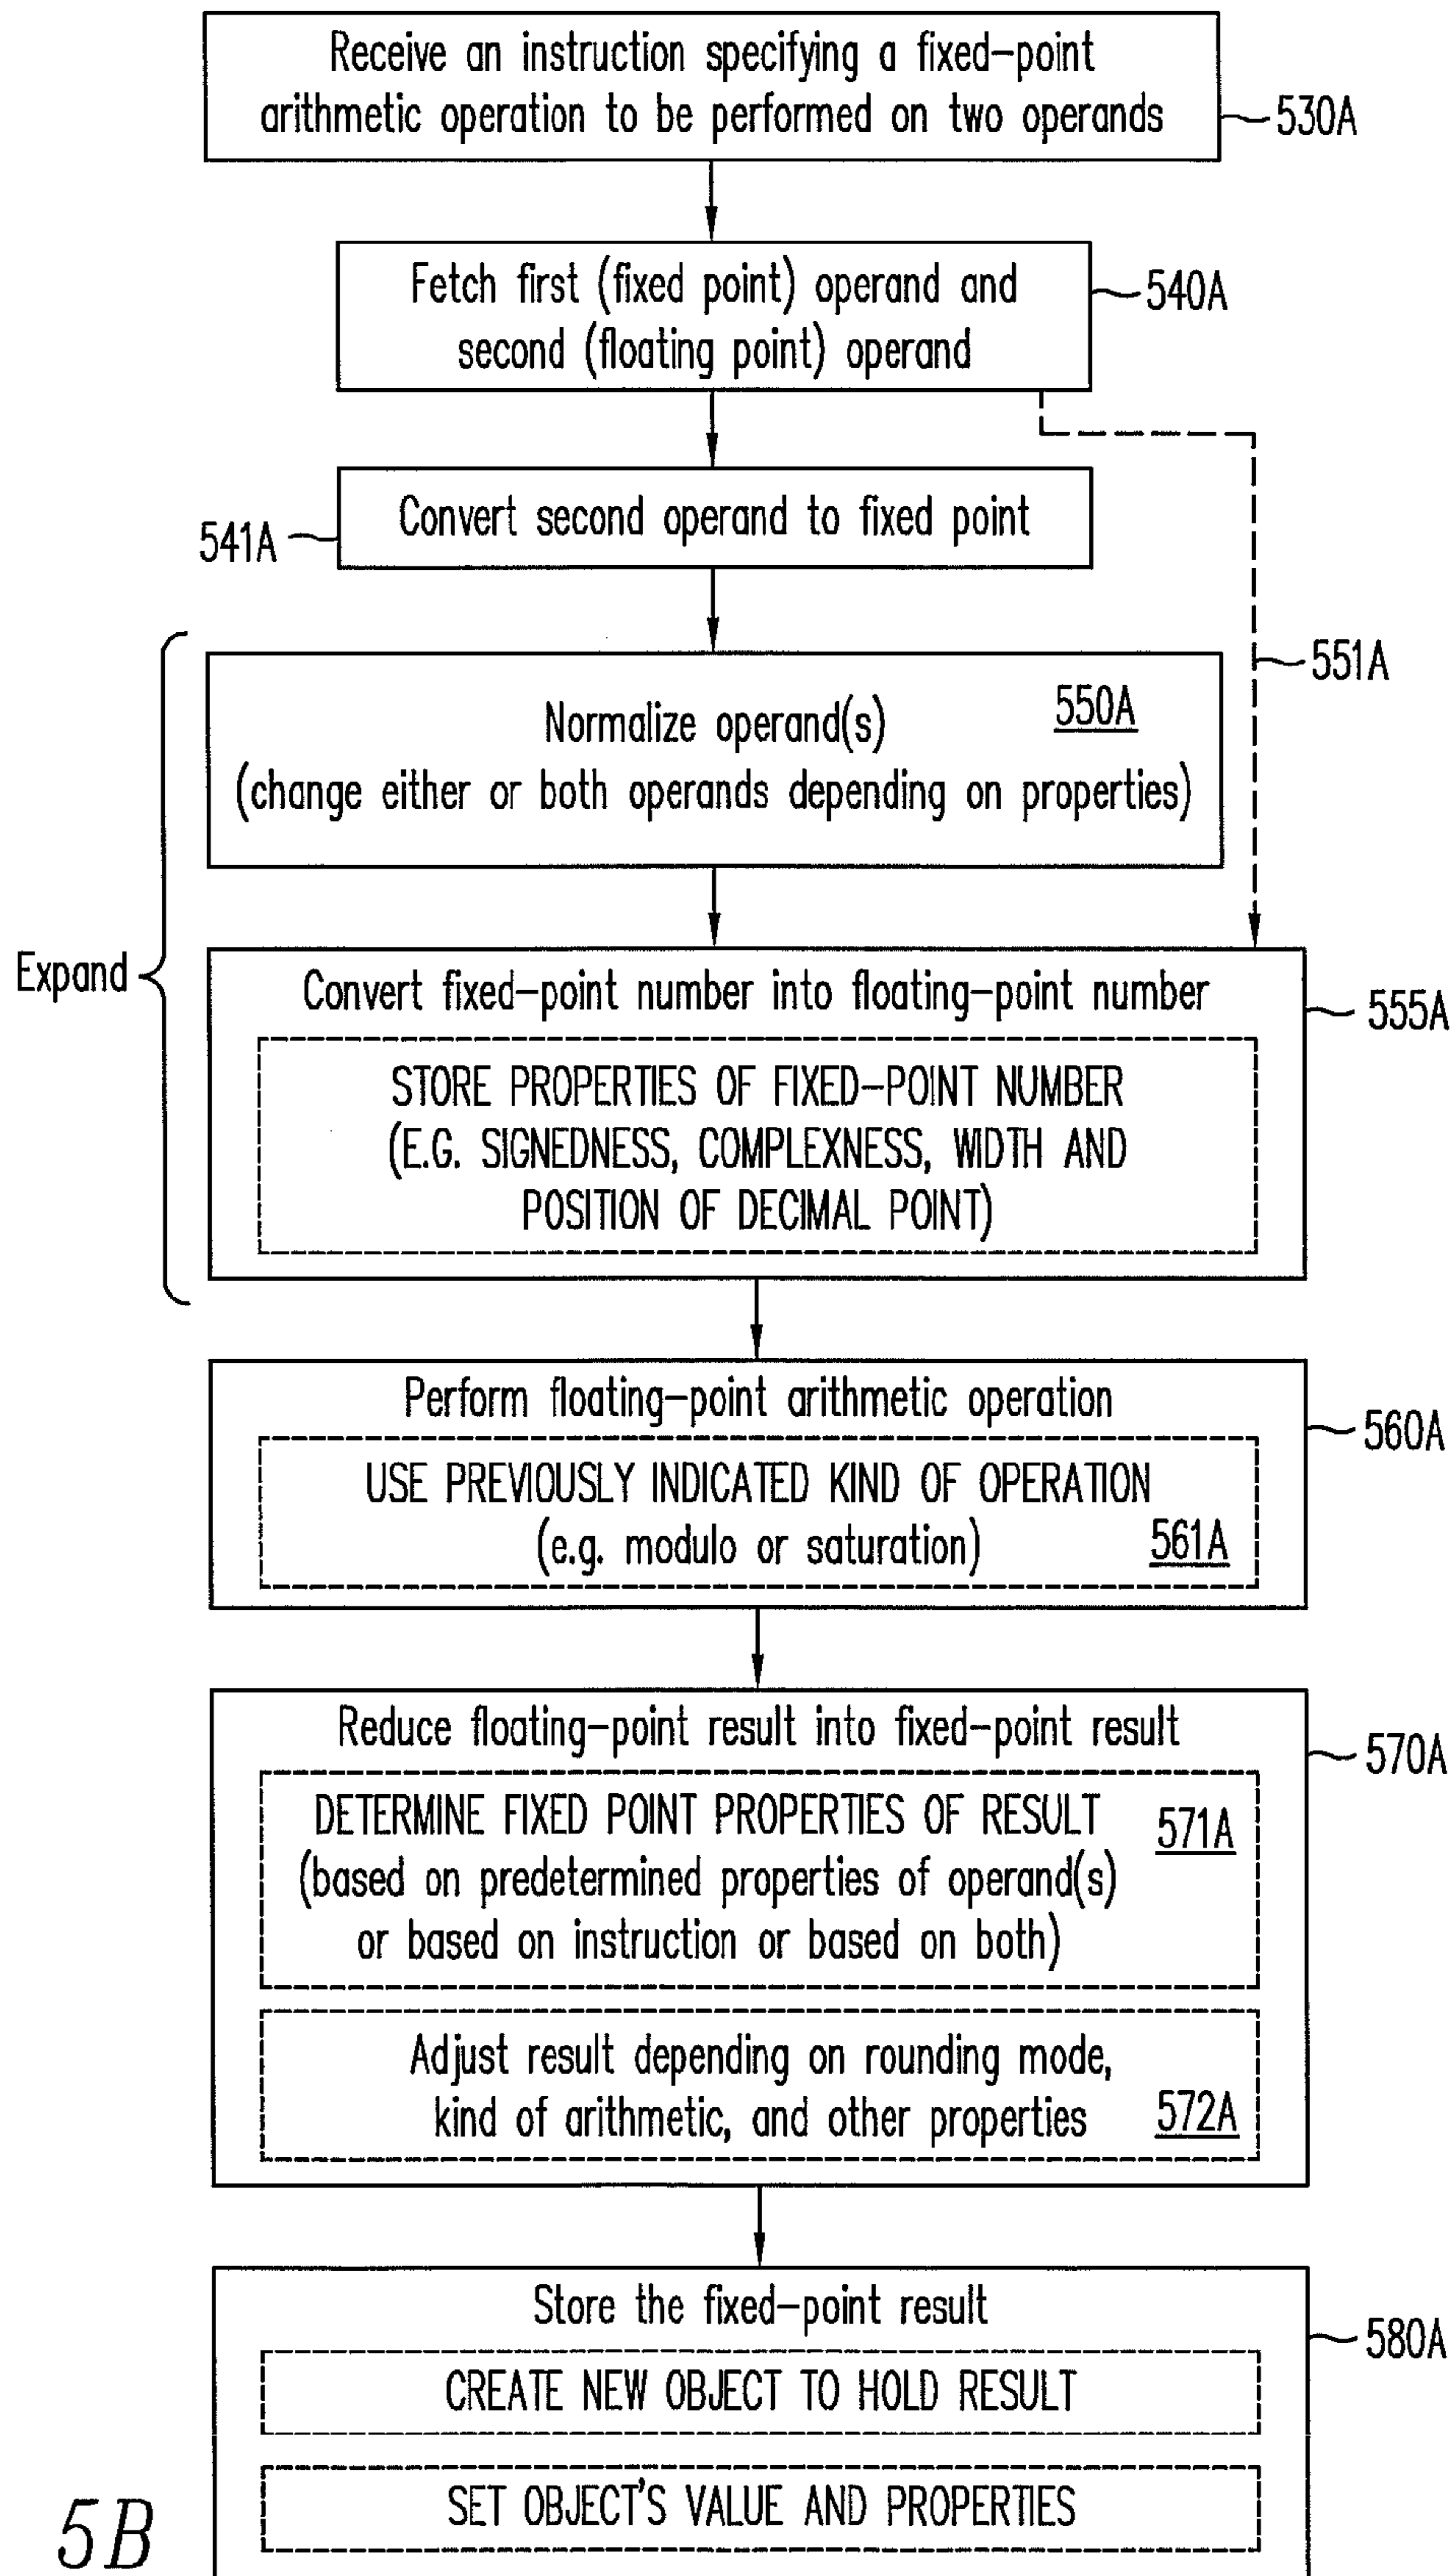 Receive an instruction specifying a fixed-point
arithmetic operation to be performed on two operands
530A
Fetch first (fixed point) operand and
second (floating point) operand
540A
Convert second operand to fixed point
541A
551A
550A
Normalize operand(s)
(change either or both operands depending on properties)
Expand
Convert fixed-point number into floating-point number
555A
STORE PROPERTIES OF FIXED-POINT NUMBER
(E.G. SIGNEDNESS, COMPLEXNESS, WIDTH AND
POSITION OF DECIMAL POINT)
Perform floating-point arithmetic operation
560A
USE PREVIOUSLY INDICATED KIND OF OPERATION
(e.g. modulo or saturation)
561A
Reduce floating-point result into fixed-point result
570A
DETERMINE FIXED POINT PROPERTIES OF RESULT
571A
(based on predetermined properties of operand(s)
or based on instruction or based on both)
Adjust result depending on rounding mode,
kind of arithmetic, and other properties
572A
Store the fixed-point result
580A
CREATE NEW OBJECT TO HOLD RESULT
SET OBJECT'S VALUE AND PROPERTIES
5B